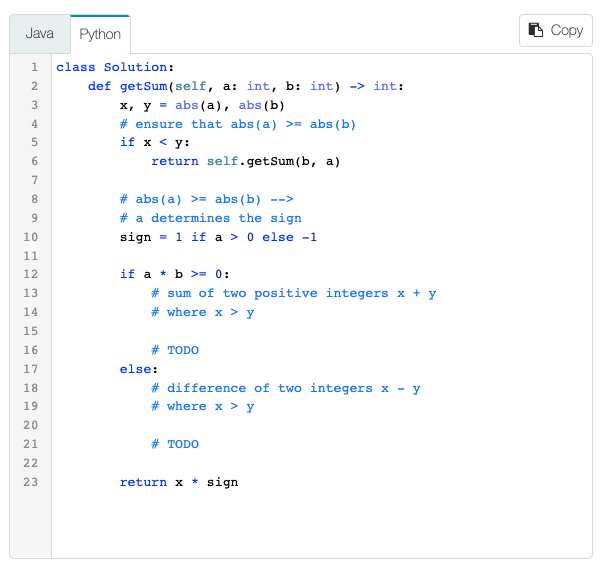 Java
Python
Copy
1 class Solution:
2     def getSum(self, a: int, b: int) -> int:
3         x, y = abs(a), abs(b)
4         # ensure that abs(a) >= abs(b)
5         if x < y:
6             return self.getSum(b, a)
7
8         # abs(a) >= abs(b) -->
9         # a determines the sign
10         sign = 1 if a > 0 else -1
11
12         if a * b >= 0:
13             # sum of two positive integers x + y
14             # where x > y
15
16             # TODO
17         else:
18             # difference of two integers x - y
19             # where x > y
20
21             # TODO
22
23         return x * sign